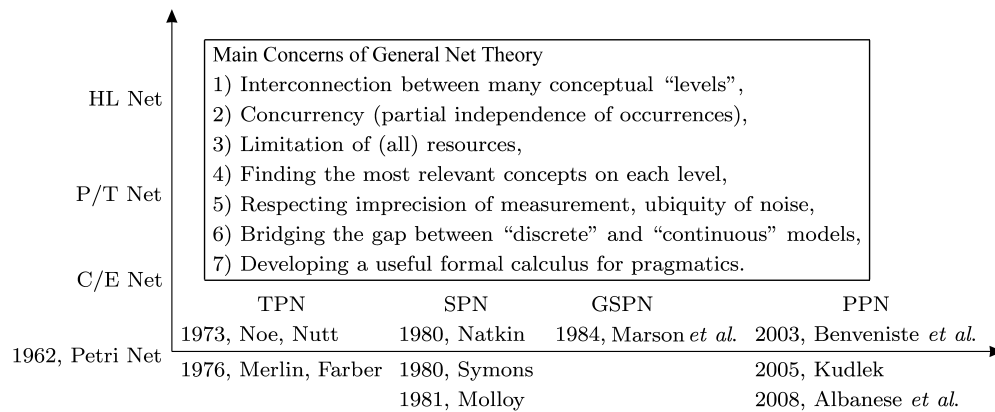 Main Concerns of General Net Theory
1) Interconnection between many conceptual “levels”,
HL Net
2) Concurrency (partial independence of occurrences),
3) Limitation of (all) resources,
4) Finding the most relevant concepts on each level,
P/T Net
5) Respecting imprecision of measurement, ubiquity of noise,
6) Bridging the gap between “discrete” and “continuous” models,
7) Developing a useful formal calculus for pragmatics.
C/E Net
TPN SPN GSPN PPN
1973, Noe, Nutt 1980, Natkin 1984, Marson et al. 2003, Benveniste et al.
1962, Petri Net
1976, Merlin, Farber 1980, Symons 2005, Kudlek
1981, Molloy 2008, Albanese et al.